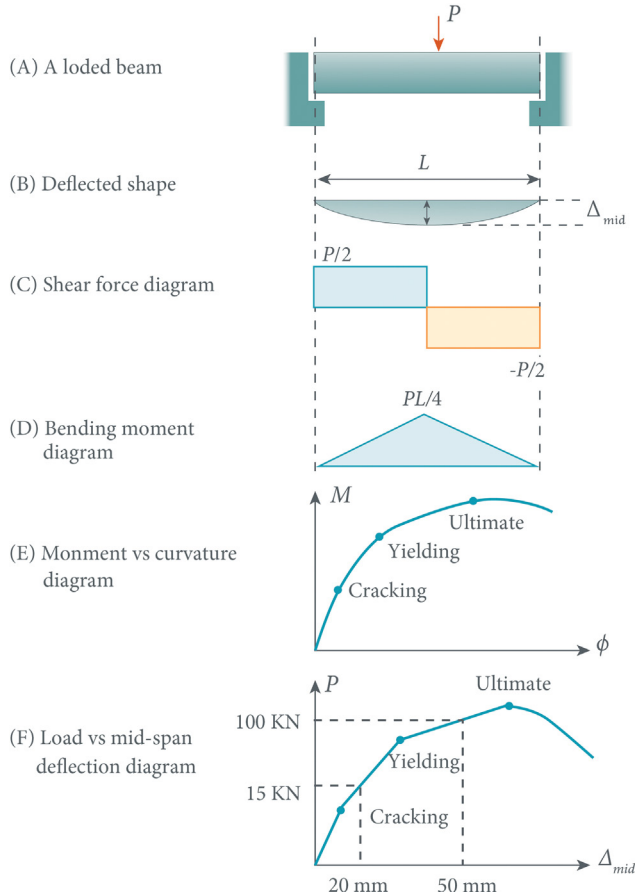 P
(A) A loded beam
L
(B) Deflected shape
Δmid
P/2
(C) Shear force diagram
-P/2
PL/4
(D) Bending moment
diagram
M
Ultimate
(E) Monment vs curvature
diagram
Yielding
Cracking
ϕ
P
Ultimate
100 KN
(F) Load vs mid-span
deflection diagram
Yielding
15 KN
Cracking
Δmid
20 mm
50 mm